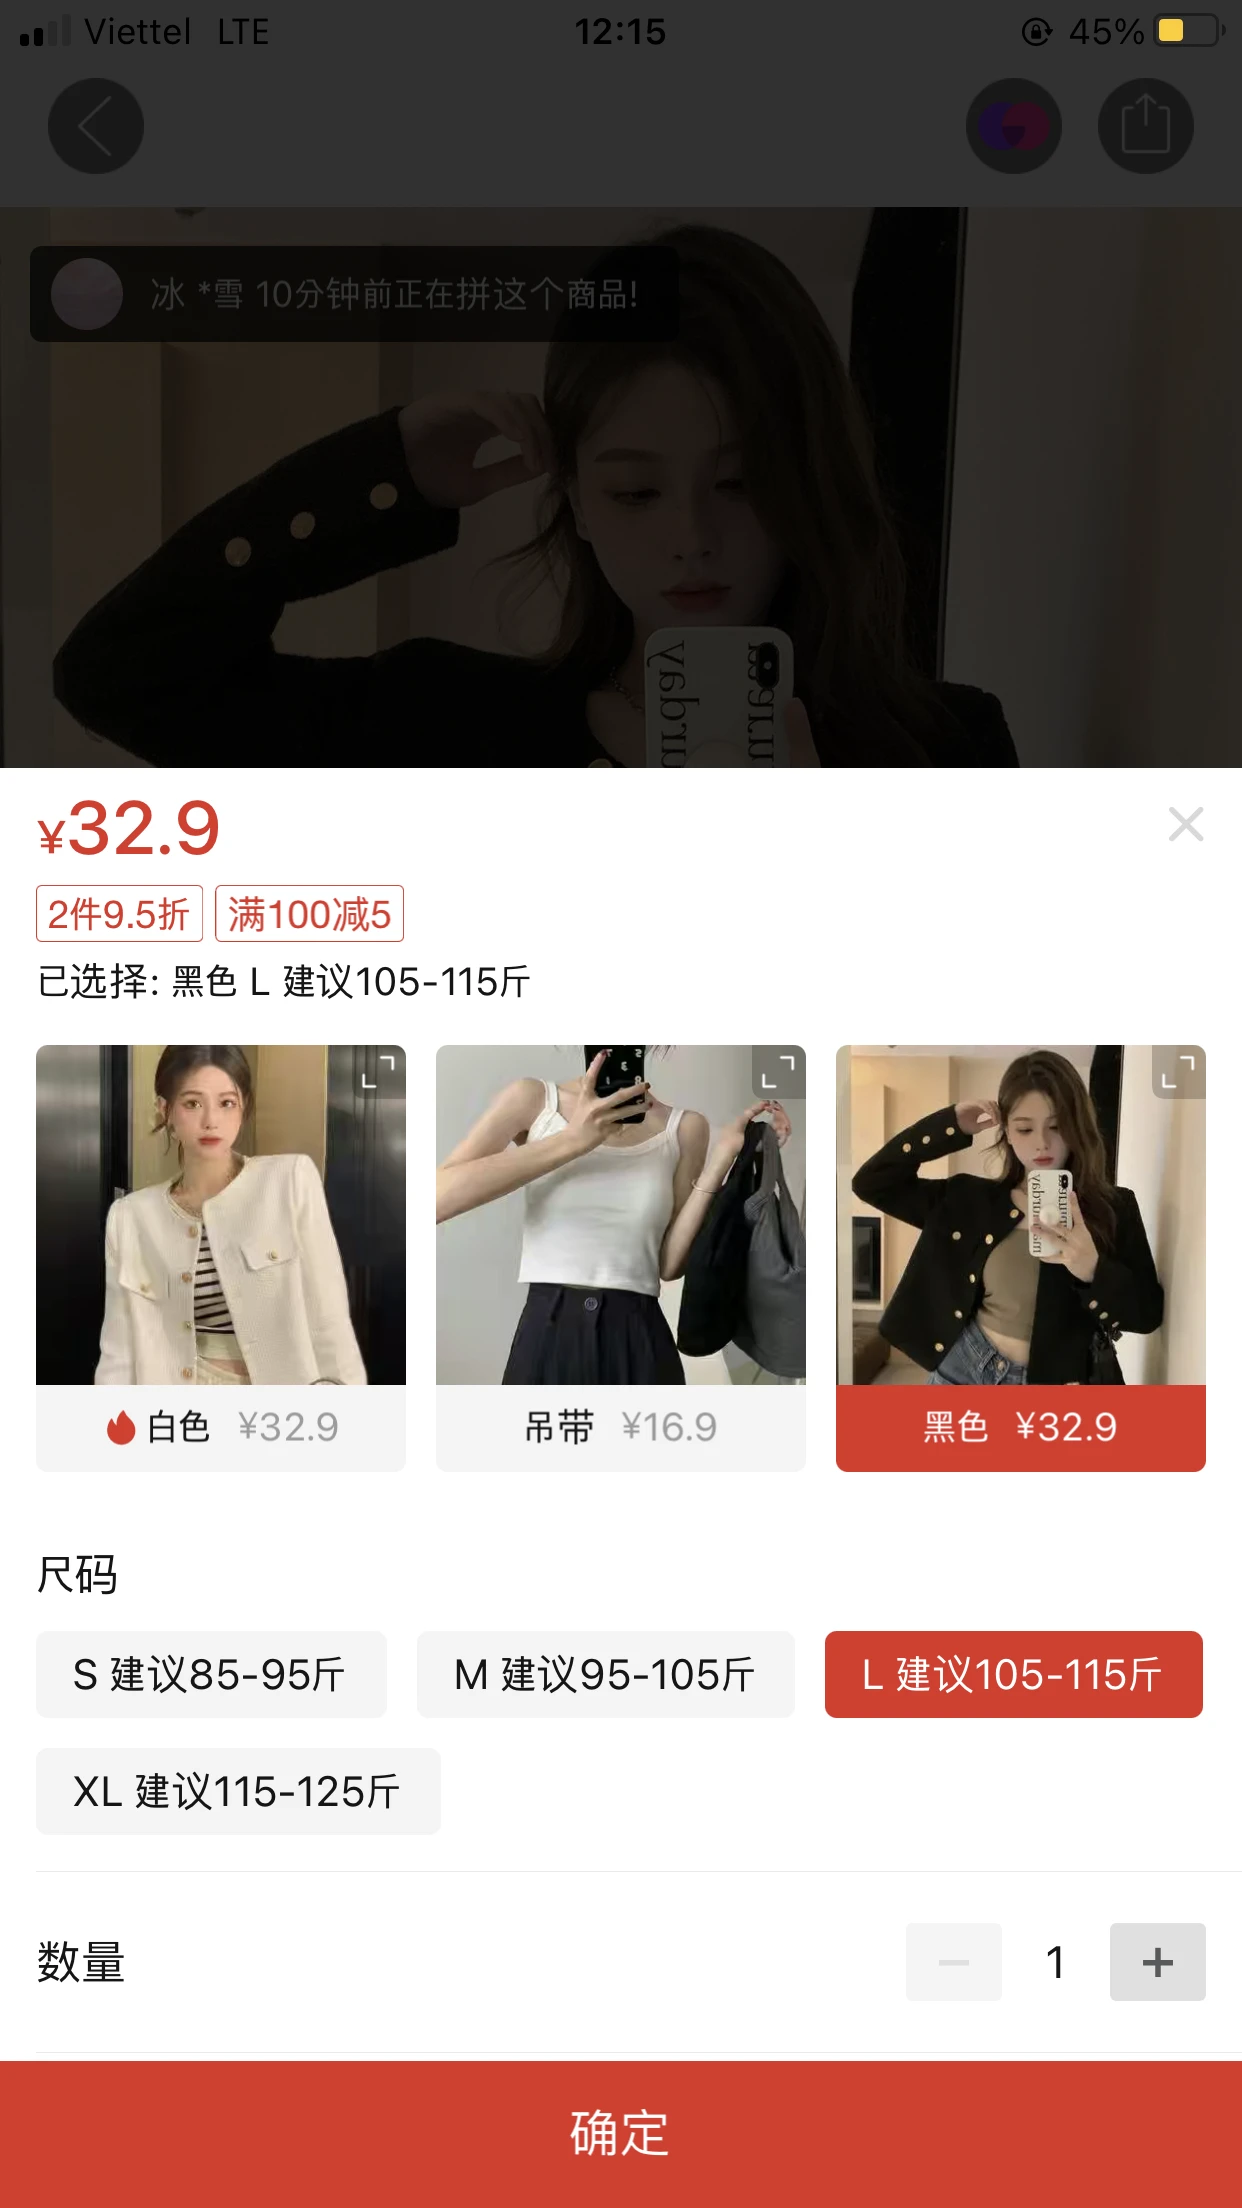 Viettel LTE 12:15 45%
冰 *雪 10分钟前正在拼这个商品!
¥32.9
2件9.5折 满100减5
已选择: 黑色 L 建议105-115斤
白色 ¥32.9 吊带 ¥16.9 黑色 ¥32.9
尺码
S 建议85-95斤 M 建议95-105斤 L 建议105-115斤
XL 建议115-125斤
数量 1
确定